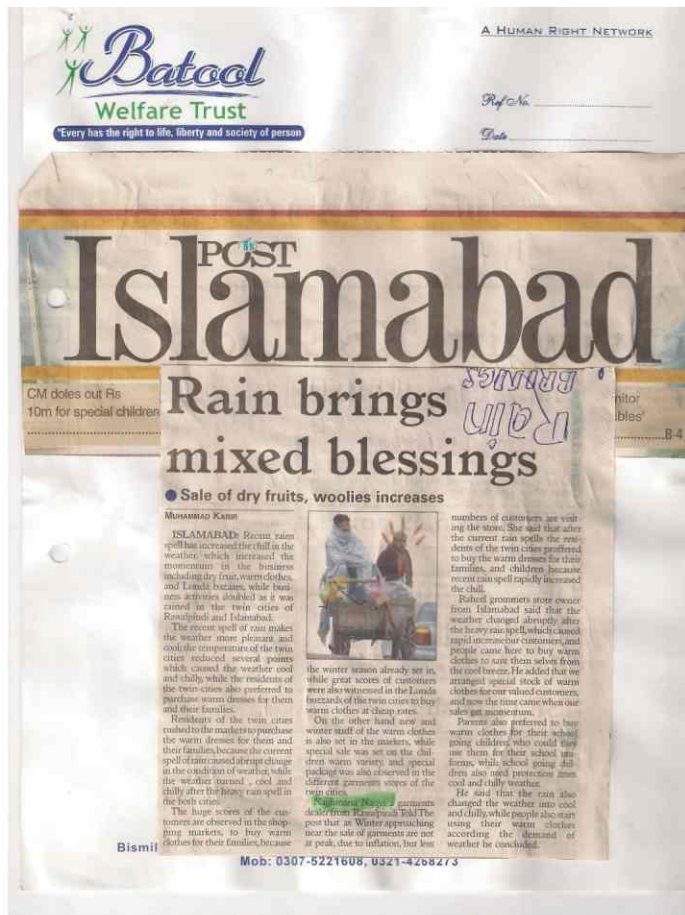 A HUMAN RIGHT NETWORK
Batool
Welfare Trust
"Every has the right to life, liberty and society of person
Ref No.
Date
THE POST
Islamabad
CM doles out Rs
10m for special children
nitor
bles'
B-4
Rain
BRINGS
Rain brings
mixed blessings
Sale of dry fruits, woolies increases
MUHAMMAD KABIR
ISLAMABAD: Recent rain
spell has increased the chill in the
weather, which increased the
momentum in the business
including dry fruit, warm clothes,
and Lunda bazaars, while busi-
ness activities doubled as it was
rained in the twin cities of
Rawalpindi and Islamabad.
The recent spell of rain makes
the weather more pleasant and
cool; the temperature of the twin
cities reduced several points
which caused the weather cool
and chilly, while the residents of
the twin cities also preferred to
purchase warm dresses for them
and their families.
Residents of the twin cities
rushed to the markets to purchase
the warm dresses for them and
their families, because the current
spell of rain caused abrupt change
in the condition of weather, while
the weather turned , cool and
chilly after the heavy rain spell in
the both cities.
The huge scores of the cus-
tomers are observed in the shop-
ping markets, to buy warm
clothes for their families, because
the winter season already set in,
while great scores of customers
were also witnessed in the Lunda
buzzards of the twin cities to buy
warm clothes at cheap rates.
On the other hand new and
winter stuff of the warm clothes
is also set in the markets, while
special sale was set on the chil-
dren warm variety, and special
package was also observed in the
different garments stores of the
twin cities.
garments
dealer from Rawalpindi Told The
post that as Winter approaching
near the sale of garments are not
at peak, due to inflation, but less
numbers of customers are visit-
ing the store. She said that after
the current rain spells the resi-
dents of the twin cities proffered
to buy the warm dresses for their
families, and children because
recent rain spell rapidly increased
the chill.
Raheel grommets store owner
from Islamabad said that the
weather changed abruptly after
the heavy rain spell, which caused
rapid increase our customers, and
people came here to buy warm
clothes to save them selves from
the cool breeze. He added that we
arranged special stock of warm
clothes for our valued customers,
and now the time came when our
sales get momentum.
Parents also preferred to buy
warm clothes for their school
going children, who could they
use them for their school uni-
forms, while school going chil-
dren also need protection from
cool and chilly weather.
He said that the rain also
changed the weather into cool
and chilly, while people also start
using their warm clothes
according the demand of
weather he concluded.
Bismil
Mob: 0307-5221608, 0321-4268273